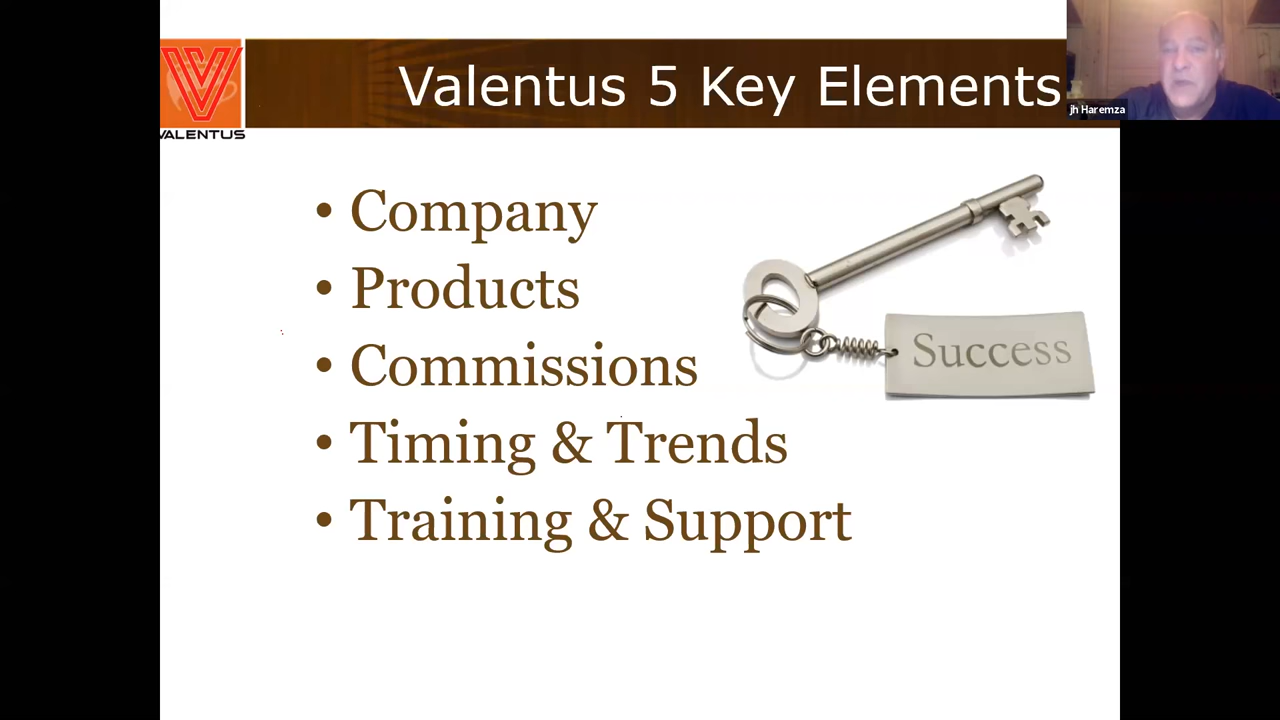 Valentus 5 Key Elements
jh Haremza
VALENTUS
• Company
• Products
• Commissions
• Timing & Trends
• Training & Support
Success